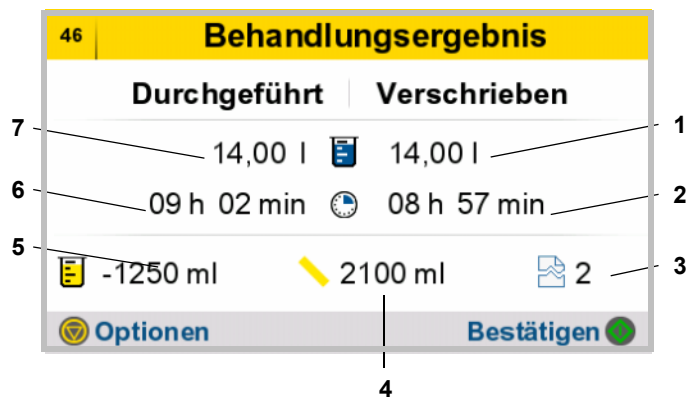 46 Behandlungsergebnis
Durchgeführt Verschrieben
7 14,00 l 14,00 l 1
6 09 h 02 min 08 h 57 min 2
5 -1250 ml 2100 ml 2 3
Optionen Bestätigen
4